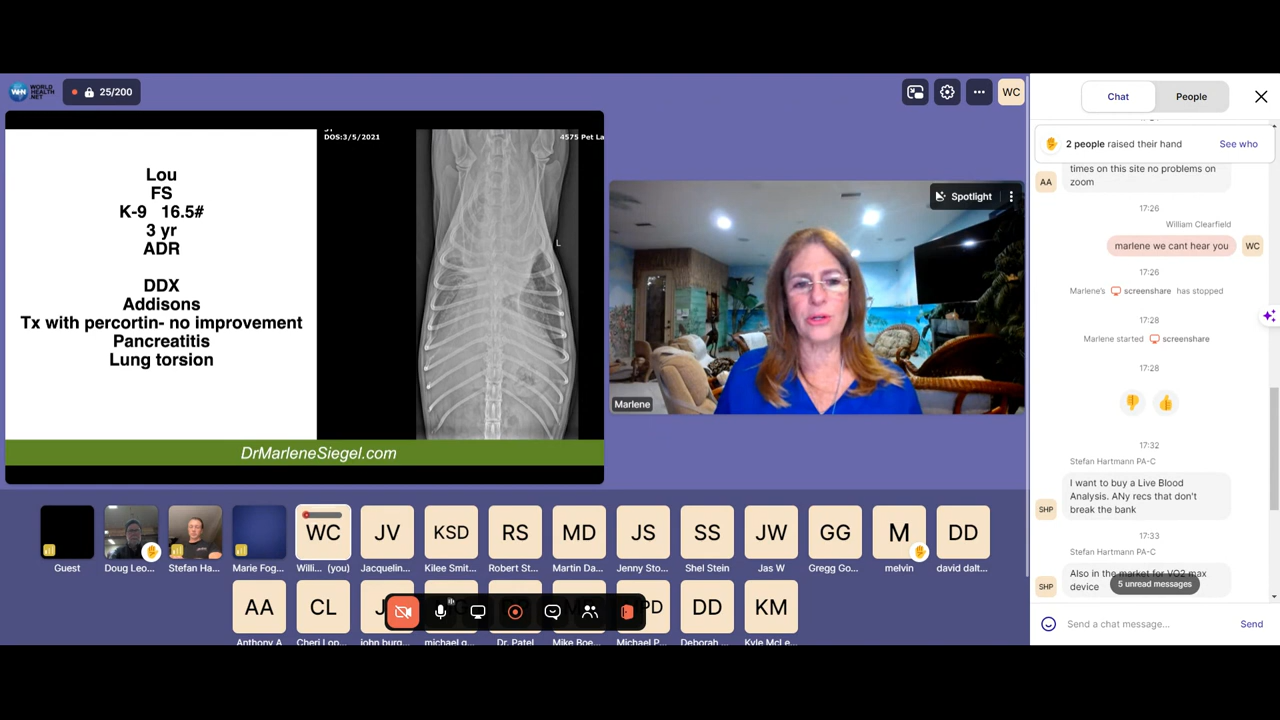 WORLD
HEALTH
NET
25/200
WC
Lou
FS
K-9 16.5#
3 yr
ADR
DDX
Addisons
Tx with percortin- no improvement
Pancreatitis
Lung torsion
DOS:3/5/2021
4575 Pet La
L
DrMarleneSiegel.com
Spotlight
Marlene
WC
JV
KSD
RS
MD
JS
SS
JW
GG
M
DD
Guest
Doug Leo...
Stefan Ha...
Marie Fog...
Willi... (you)
Jacquelin...
Kilee Smit...
Robert St...
Martin Da...
Jenny Sto...
Shel Stein
Jas W
Gregg Go...
melvin
david dalt...
AA
CL
J
PD
DD
KM
Anthony A
Cheri Lop...
john burg...
michael g...
Dr. Patel
Mike Boe...
Michael P...
Deborah ...
Kyle McLe...
Chat
People
2 people raised their hand
See who
times on this site no problems on
zoom
AA
17:26
William Clearfield
marlene we cant hear you
WC
17:26
Marlene's screenshare has stopped
17:28
Marlene started screenshare
17:28
17:32
Stefan Hartmann PA-C
I want to buy a Live Blood
Analysis. ANy recs that don't
break the bank
SHP
17:33
Stefan Hartmann PA-C
Also in the market for VO2 max
device
SHP
5 unread messages
Send a chat message...
Send